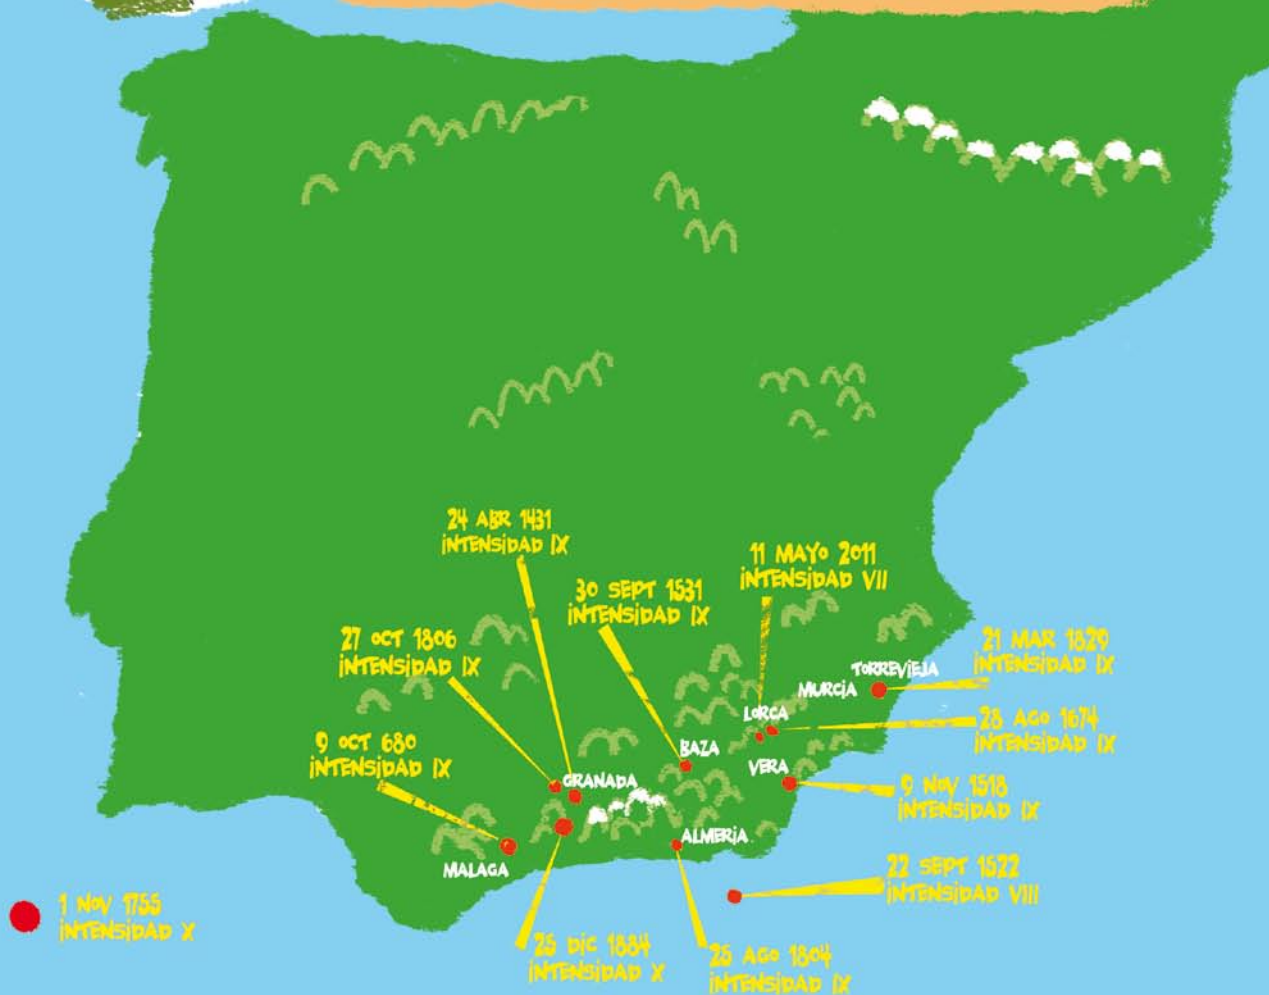 24 ABR 1431
INTENSIDAD IX
11 MAYO 2011
INTENSIDAD VII
30 SEPT 1531
INTENSIDAD IX
27 OCT 1806
INTENSIDAD IX
21 MAR 1829
INTENSIDAD IX
TORREVIEJA
MURCIA
LORCA
28 AGO 1674
INTENSIDAD IX
9 OCT 680
INTENSIDAD IX
BAZA
VERA
GRANADA
9 NOV 1518
INTENSIDAD IX
ALMERIA
MALAGA
22 SEPT 1522
INTENSIDAD VIII
1 NOV 1755
INTENSIDAD X
25 DIC 1884
INTENSIDAD X
25 AGO 1804
INTENSIDAD IX